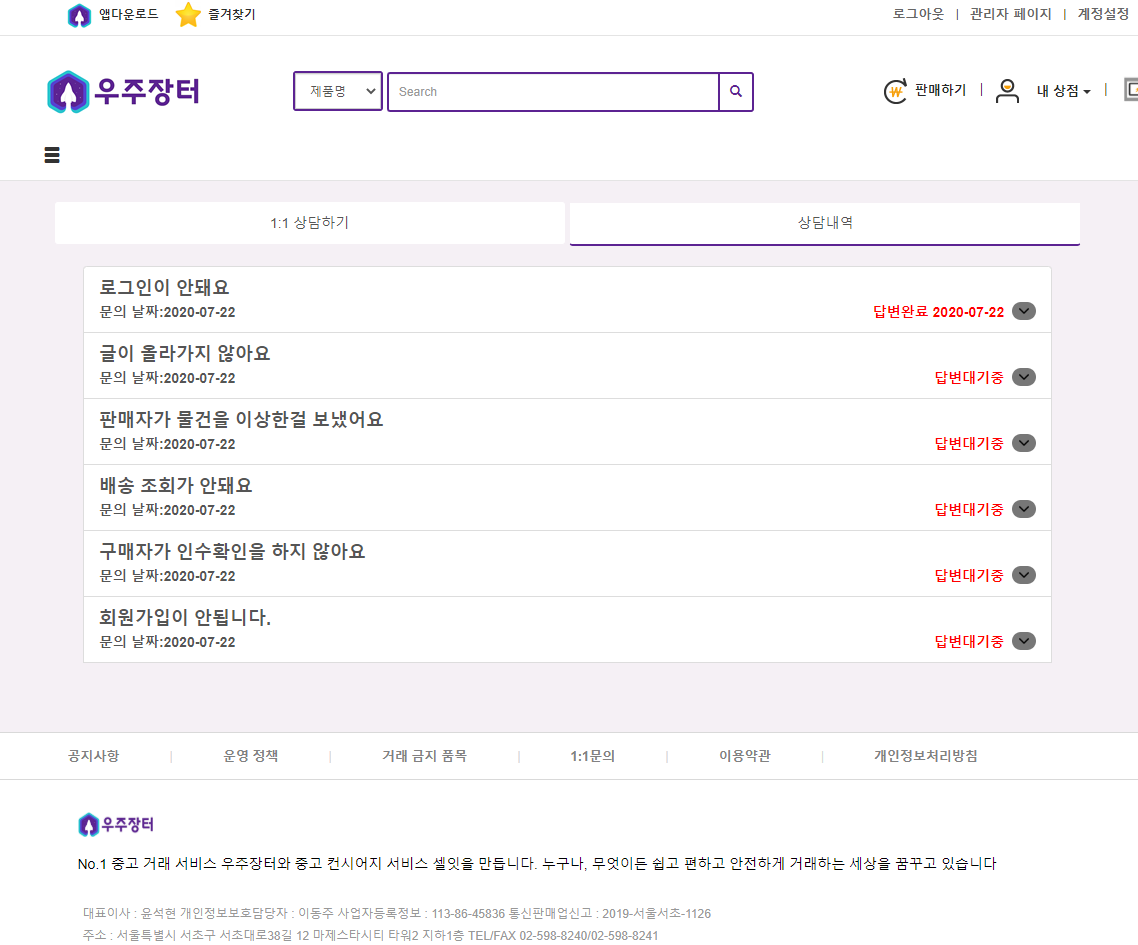 앱다운로드 즐겨찾기 로그아웃 | 관리자 페이지 | 계정설정
우주장터 제품명 Search 판매하기 | 내 상점 |
1:1 상담하기 상담내역
로그인이 안돼요
문의 날짜:2020-07-22 답변완료 2020-07-22
글이 올라가지 않아요
문의 날짜:2020-07-22 답변대기중
판매자가 물건을 이상한걸 보냈어요
문의 날짜:2020-07-22 답변대기중
배송 조회가 안돼요
문의 날짜:2020-07-22 답변대기중
구매자가 인수확인을 하지 않아요
문의 날짜:2020-07-22 답변대기중
회원가입이 안됩니다.
문의 날짜:2020-07-22 답변대기중
공지사항 | 운영 정책 | 거래 금지 품목 | 1:1문의 | 이용약관 | 개인정보처리방침
우주장터
No.1 중고 거래 서비스 우주장터와 중고 컨시어지 서비스 셀잇을 만듭니다. 누구나, 무엇이든 쉽고 편하고 안전하게 거래하는 세상을 꿈꾸고 있습니다
대표이사 : 윤석현 개인정보보호담당자 : 이동주 사업자등록정보 : 113-86-45836 통신판매업신고 : 2019-서울서초-1126
주소 : 서울특별시 서초구 서초대로38길 12 마제스타시티 타워2 지하1층 TEL/FAX 02-598-8240/02-598-8241